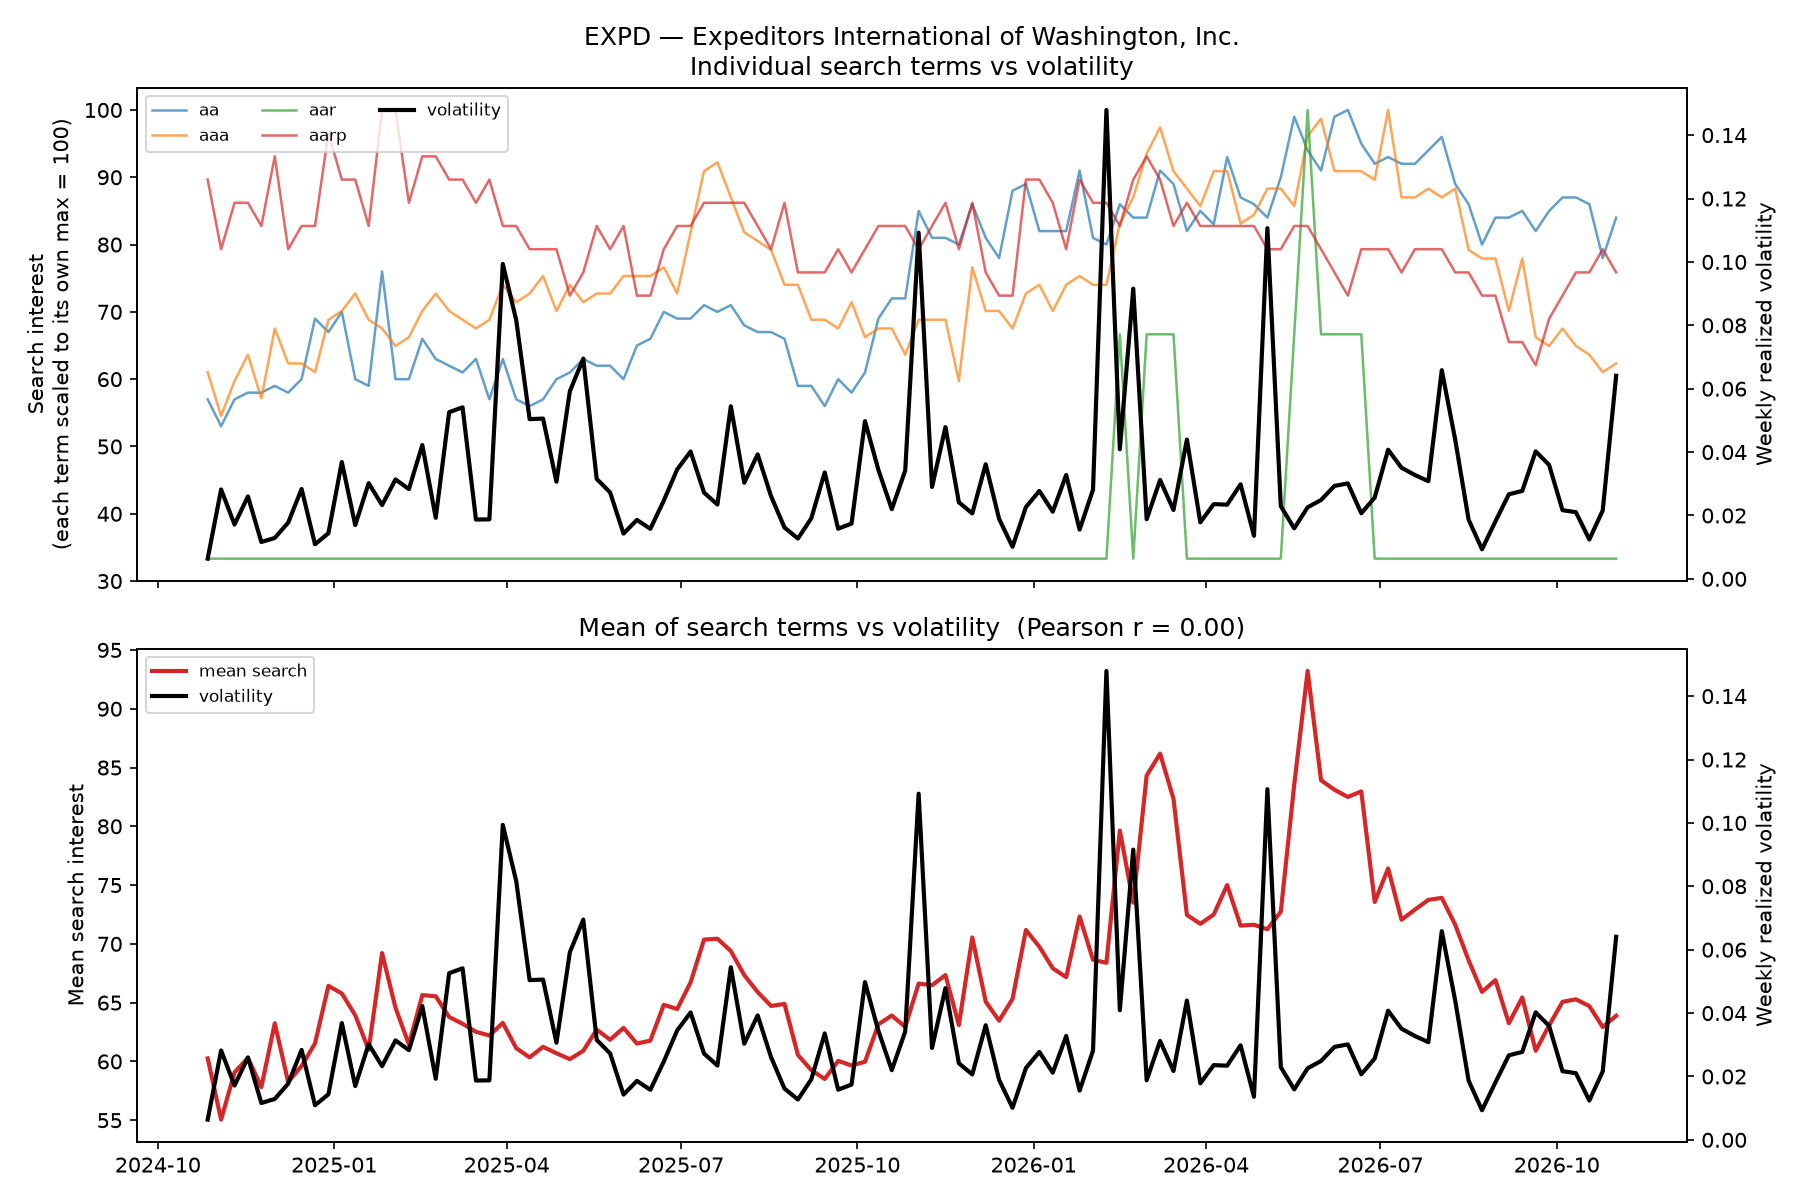 EXPD — Expeditors International of Washington, Inc.
Individual search terms vs volatility
aa
aaa
aar
aarp
volatility
Search interest
(each term scaled to its own max = 100)
100
90
80
70
60
50
40
30
0.14
0.12
0.10
0.08
0.06
0.04
0.02
0.00
Weekly realized volatility
Mean of search terms vs volatility  (Pearson r = 0.00)
mean search
volatility
Mean search interest
95
90
85
80
75
70
65
60
55
0.14
0.12
0.10
0.08
0.06
0.04
0.02
0.00
Weekly realized volatility
2024-10
2025-01
2025-04
2025-07
2025-10
2026-01
2026-04
2026-07
2026-10